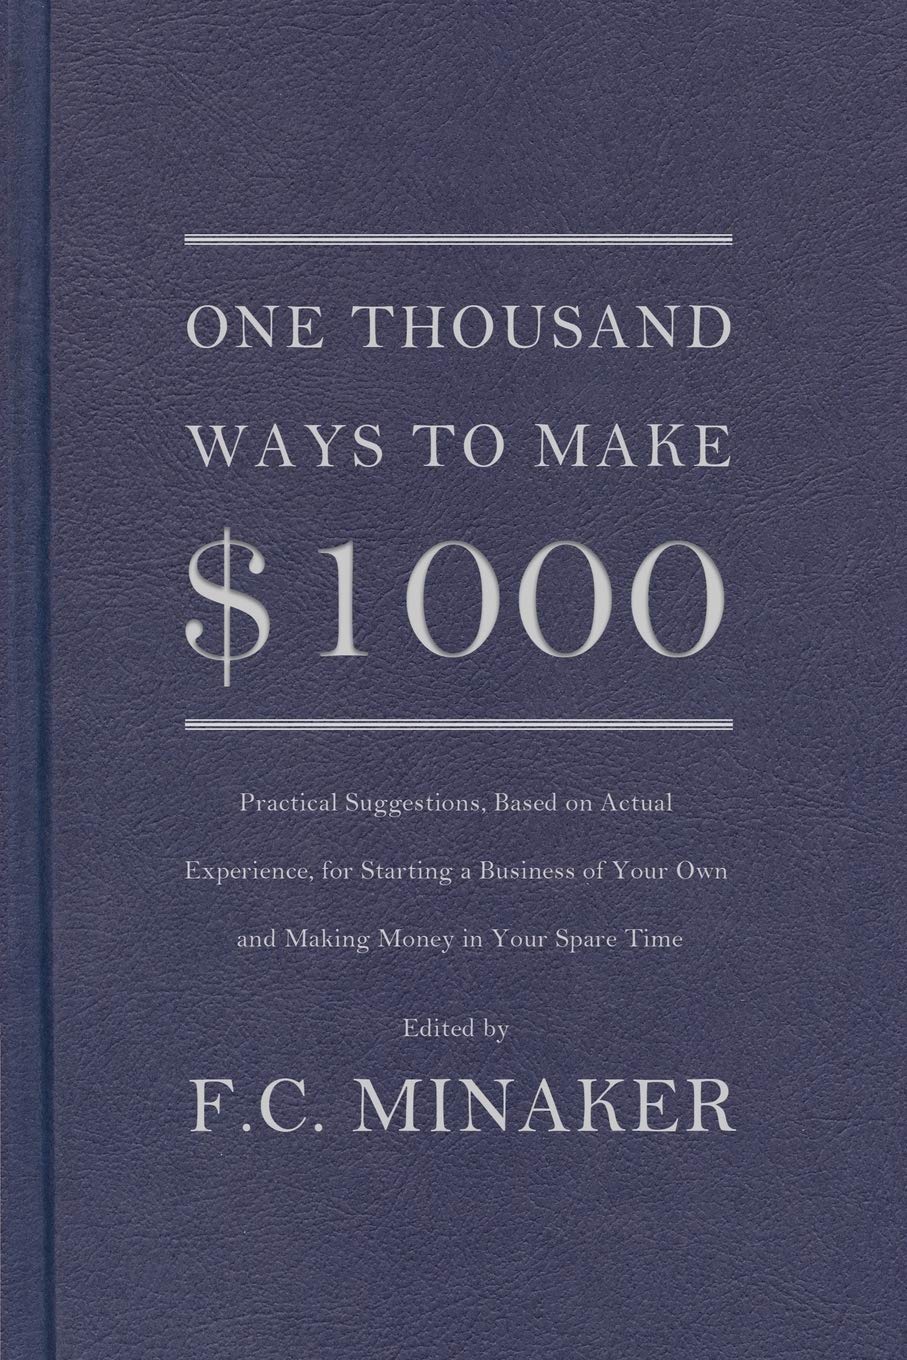 ONE THOUSAND
WAYS TO MAKE
$1000
Practical Suggestions, Based on Actual
Experience, for Starting a Business of Your Own
and Making Money in Your Spare Time
Edited by
F.C. MINAKER